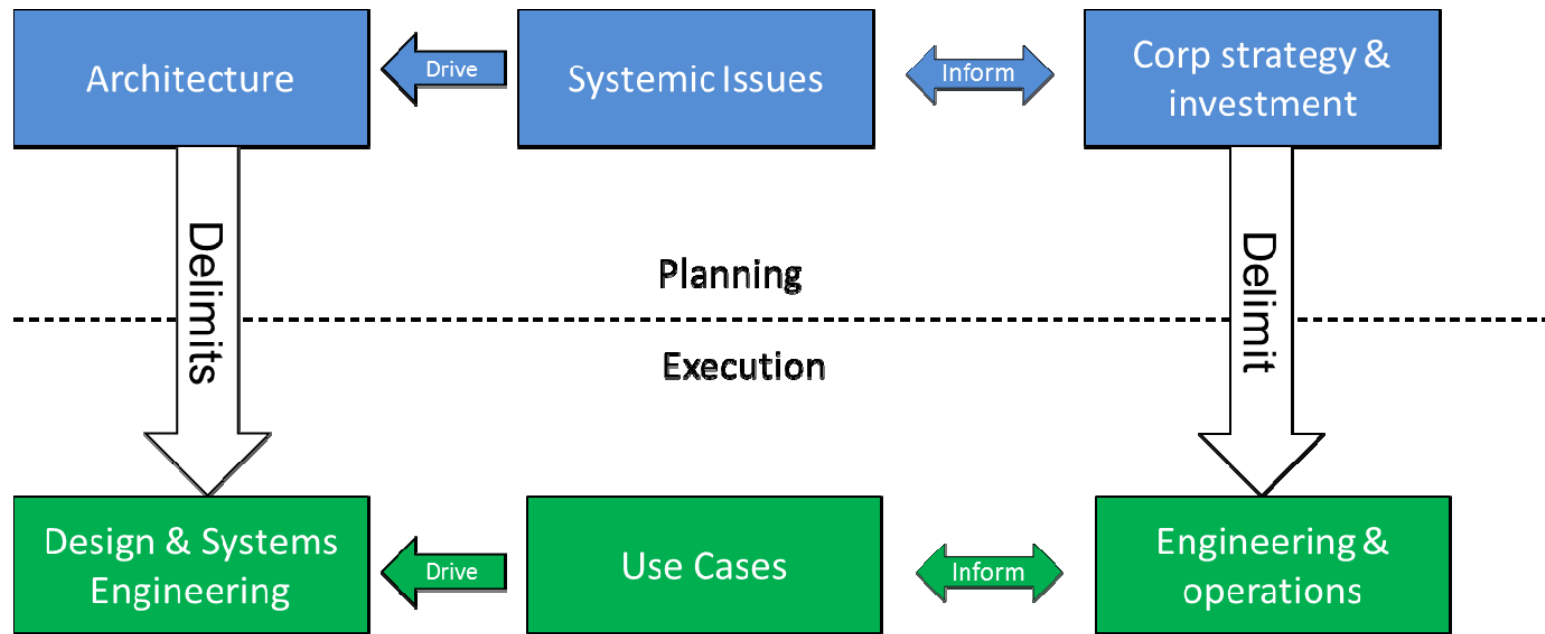 Architecture
Drive
Systemic Issues
Inform
Corp strategy &
investment
Delimits
Planning
Delimit
Execution
Design & Systems
Engineering
Drive
Use Cases
Inform
Engineering &
operations